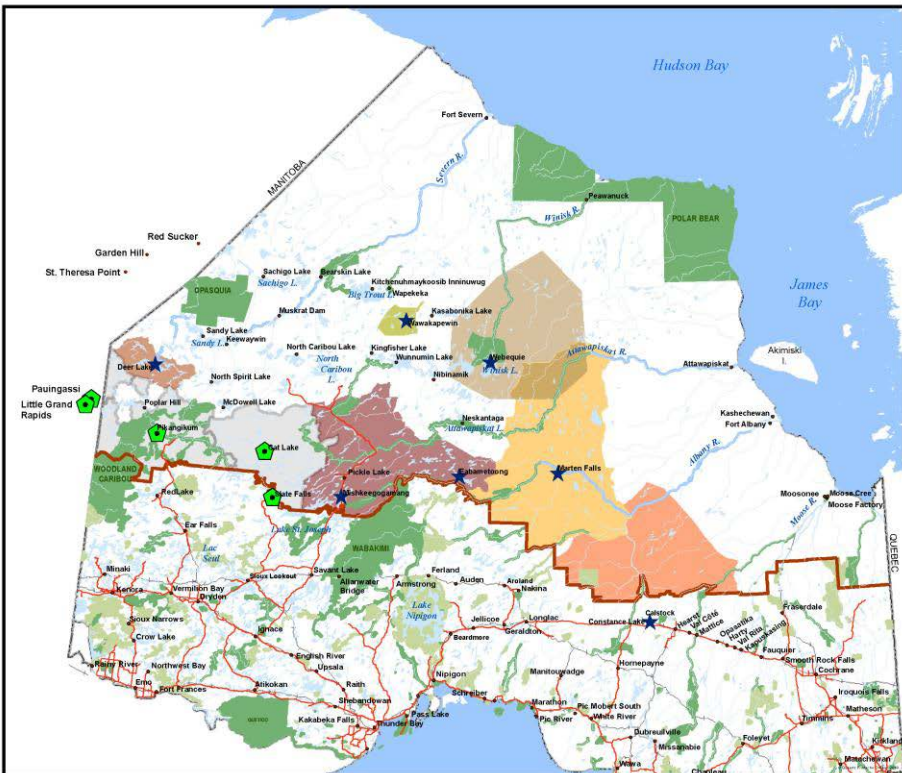 Hudson Bay
Fort Severn
MANITOBA
Severn R.
Peawanuck
Winisk R.
POLAR BEAR
Red Sucker
Garden Hill
St. Theresa Point
Sachigo Lake
Bearskin Lake
Sachigo L.
Kitchenuhmaykoosib Inninuwug
Big Trout L.
Wapekeka
OPASQUIA
James
Bay
Muskrat Dam
Kasabonika Lake
Wawakapewin
Sandy Lake
Sandy L.
Keewaywin
North Caribou Lake
North
Caribou
L.
Kingfisher Lake
Wunnumin Lake
Webequie
Winisk L.
Attawapiskat R.
Attawapiskat
Akimiski
I.
Deer Lake
North Spirit Lake
Nibinamik
Pauingassi
Little Grand
Rapids
Poplar Hill
McDowell Lake
Neskantaga
Attawapiskat L.
Kashechewan
Fort Albany
Pikangikum
Cat Lake
Albany R.
WOODLAND
CARIBOU
Pickle Lake
Eabametoong
Marten Falls
Slate Falls
Mishkeegogamang
Red Lake
Moosonee
Moose Cree
Moose Factory
Moose R.
Lake St. Joseph
Ear Falls
Lac
Seul
WABAKIMI
QUEBEC
Minaki
Kenora
Vermilion Bay
Dryden
Sioux Lookout
Savant Lake
Allanwater
Bridge
Armstrong
Ferland
Auden
Aroland
Nakina
Sioux Narrows
Crow Lake
Ignace
Lake
Nipigon
Jellicoe
Beardmore
Geraldton
Longlac
Constance Lake
Calstock
Hearst
Val Côté
Mattice
Opasatika
Harty
Val Rita
Kapuskasing
Fraserdale
Fauquier
Smooth Rock Falls
Cochrane
Rainy River
Northwest Bay
Emo
Fort Frances
English River
Upsala
Raith
Atikokan
Shebandowan
Kakabeka Falls
Thunder Bay
Pass Lake
Nipigon
Schreiber
Manitouwadge
Hornepayne
Marathon
Pic River
Pic Mobert South
White River
Dubreuilville
Missanabie
Wawa
Iroquois Falls
Matheson
Timmins
Foleyet
Chapleau
Kirkland
Matachewan